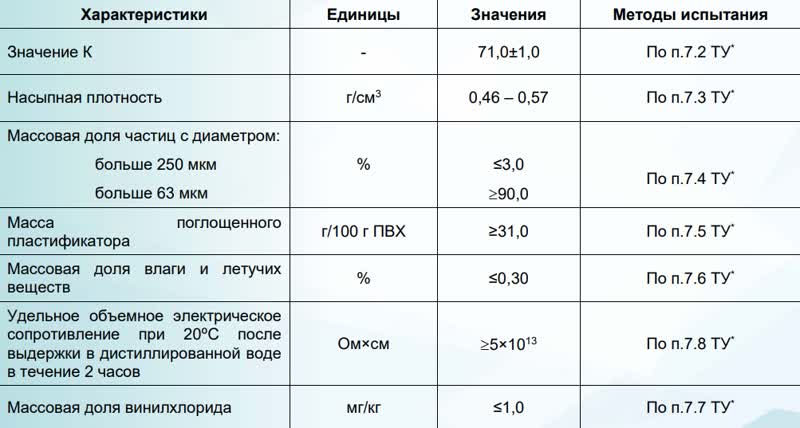 Характеристики Единицы Значения Методы испытания
Значение К - 71,0±1,0 По п.7.2 ТУ*
Насыпная плотность г/см³ 0,46 – 0,57 По п.7.3 ТУ*
Массовая доля частиц с диаметром:
больше 250 мкм % ≤3,0
больше 63 мкм ≥90,0 По п.7.4 ТУ*
Масса поглощенного
пластификатора г/100 г ПВХ ≥31,0 По п.7.5 ТУ*
Массовая доля влаги и летучих
веществ % ≤0,30 По п.7.6 ТУ*
Удельное объемное электрическое
сопротивление при 20ºС после
выдержки в дистиллированной воде
в течение 2 часов Ом×см ≥5×10¹³ По п.7.8 ТУ*
Массовая доля винилхлорида мг/кг ≤1,0 По п.7.7 ТУ*